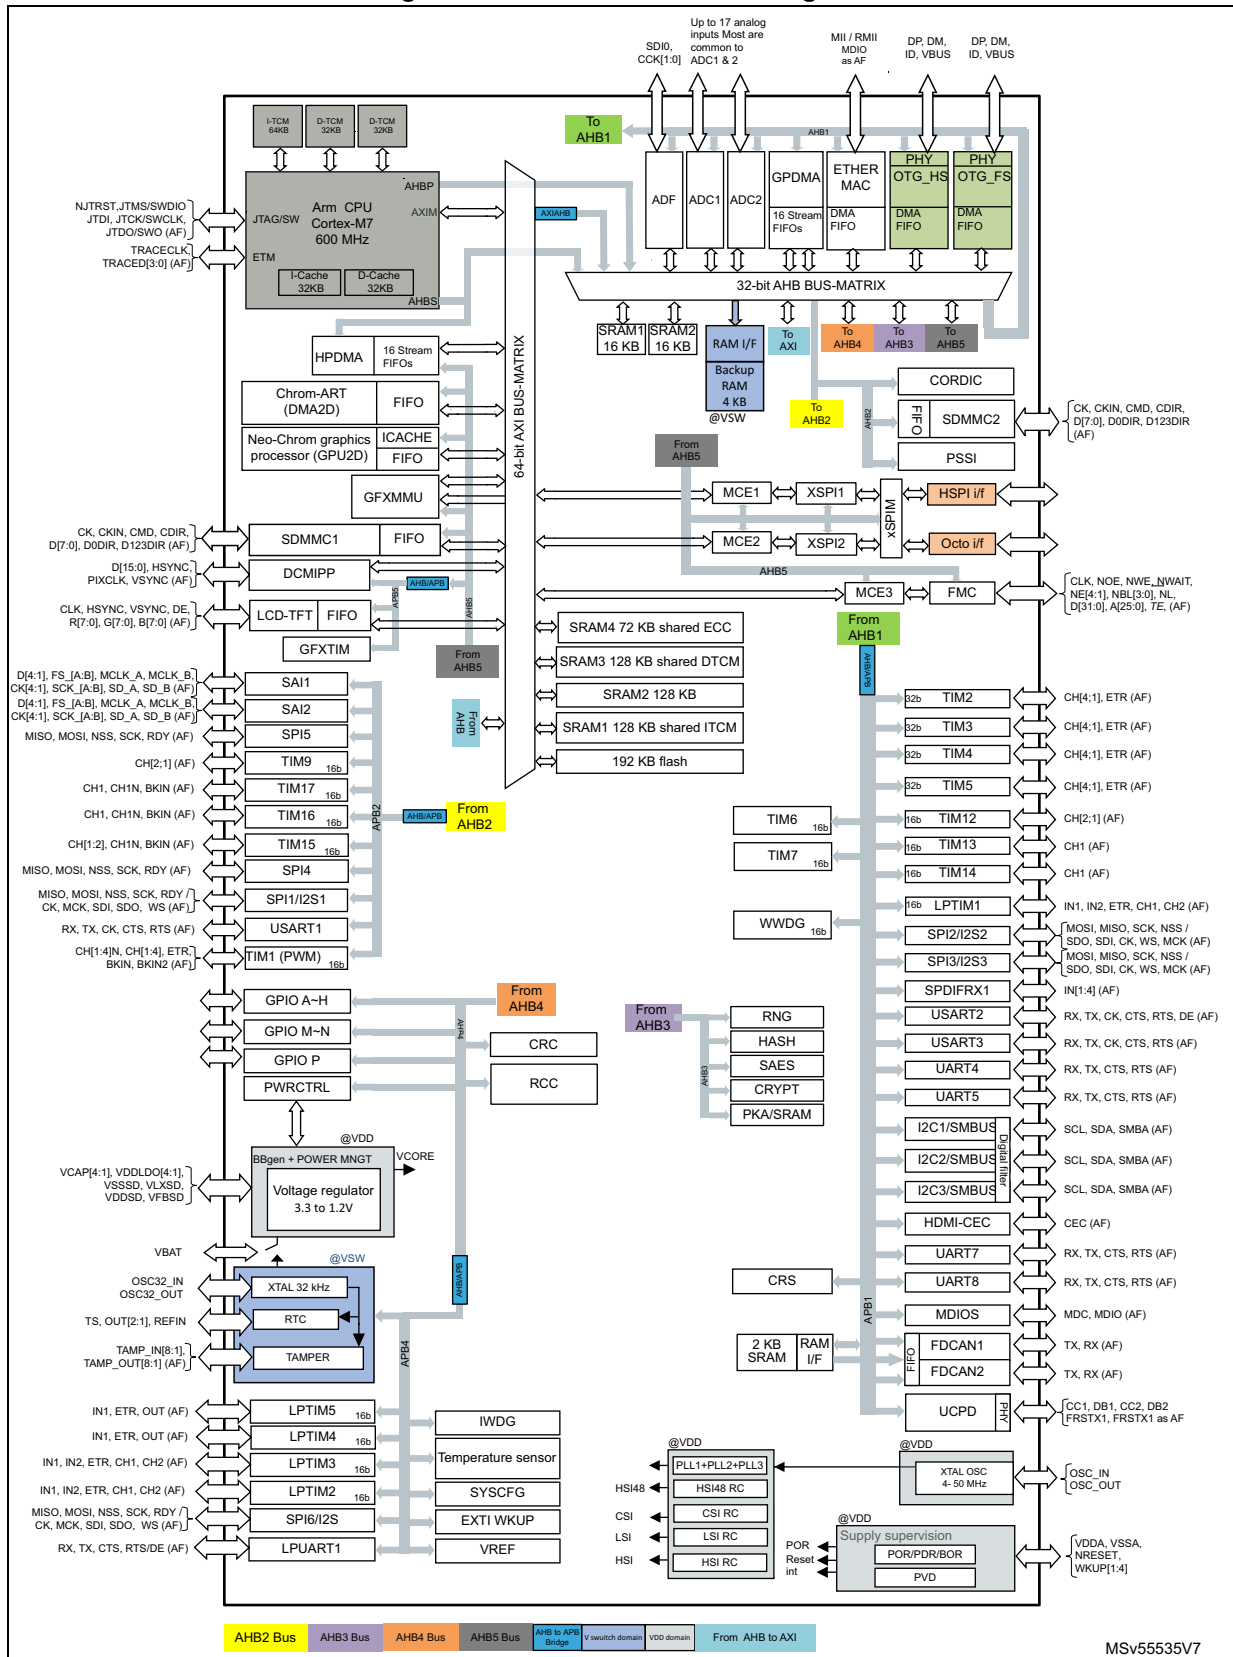 Up to 17 analog
inputs Most are
common to
ADC1 & 2
SDI0,
CCK[1:0]
MII / RMII
MDIO
as AF
DP, DM,
ID, VBUS
DP, DM,
ID, VBUS
I-TCM
64KB
D-TCM
32KB
D-TCM
32KB
To
AHB1
AHB1
AHBP
Arm CPU
Cortex-M7
600 MHz
AXIM
JTAG/SW
ETM
I-Cache
32KB
D-Cache
32KB
AHBS
NJTRST,JTMS/SWDIO
JTDI, JTCK/SWCLK,
JTDO/SWO (AF)
TRACECLK,
TRACED[3:0] (AF)
AXIAHB
ADF
ADC1
ADC2
GPDMA
16 Stream
FIFOs
ETHER
MAC
DMA
FIFO
PHY
OTG_HS
DMA
FIFO
PHY
OTG_FS
DMA
FIFO
32-bit AHB BUS-MATRIX
64-bit AXI BUS-MATRIX
SRAM1
16 KB
SRAM2
16 KB
RAM I/F
Backup
RAM
4 KB
@VSW
To
AXI
To
AHB4
To
AHB3
To
AHB5
To
AHB2
AHB2
CORDIC
FIFO
SDMMC2
PSSI
CK, CKIN, CMD, CDIR,
D[7:0], D0DIR, D123DIR
(AF)
HPDMA
16 Stream
FIFOs
Chrom-ART
(DMA2D)
FIFO
Neo-Chrom graphics
processor (GPU2D)
ICACHE
FIFO
GFXMMU
CK, CKIN, CMD, CDIR,
D[7:0], D0DIR, D123DIR (AF)
SDMMC1
FIFO
D[15:0], HSYNC,
PIXCLK, VSYNC (AF)
DCMIPP
AHB/APB
APB5
AHB5
CLK, HSYNC, VSYNC, DE,
R[7:0], G[7:0], B[7:0] (AF)
LCD-TFT
FIFO
GFXTIM
From
AHB5
From
AHB5
AHB5
MCE1
XSPI1
xSPIM
HSPI i/f
MCE2
XSPI2
Octo i/f
MCE3
FMC
CLK, NOE, NWE, NWAIT,
NE[4:1], NBL[3:0], NL,
D[31:0], A[25:0], TE, (AF)
From
AHB
SRAM4 72 KB shared ECC
SRAM3 128 KB shared DTCM
SRAM2 128 KB
SRAM1 128 KB shared ITCM
192 KB flash
D[4:1], FS_[A:B], MCLK_A, MCLK_B,
CK[4:1], SCK_[A:B], SD_A, SD_B (AF)
SAI1
D[4:1], FS_[A:B], MCLK_A, MCLK_B,
CK[4:1], SCK_[A:B], SD_A, SD_B (AF)
SAI2
MISO, MOSI, NSS, SCK, RDY (AF)
SPI5
CH[2;1] (AF)
TIM9
16b
CH1, CH1N, BKIN (AF)
TIM17
16b
CH1, CH1N, BKIN (AF)
TIM16
16b
CH[1:2], CH1N, BKIN (AF)
TIM15
16b
MISO, MOSI, NSS, SCK, RDY (AF)
SPI4
MISO, MOSI, NSS, SCK, RDY /
CK, MCK, SDI, SDO, WS (AF)
SPI1/I2S1
RX, TX, CK, CTS, RTS (AF)
USART1
CH[1:4]N, CH[1:4], ETR,
BKIN, BKIN2 (AF)
TIM1 (PWM)
16b
APB2
AHB/APB
From
AHB2
From
AHB1
AHB/APB
32b TIM2
CH[4;1], ETR (AF)
32b TIM3
CH[4;1], ETR (AF)
32b TIM4
CH[4;1], ETR (AF)
32b TIM5
CH[4;1], ETR (AF)
TIM6
16b
16b TIM12
CH[2;1] (AF)
16b TIM13
CH1 (AF)
TIM7
16b
16b TIM14
CH1 (AF)
16b LPTIM1
IN1, IN2, ETR, CH1, CH2 (AF)
WWDG
16b
SPI2/I2S2
MOSI, MISO, SCK, NSS /
SDO, SDI, CK, WS, MCK (AF)
SPI3/I2S3
MOSI, MISO, SCK, NSS /
SDO, SDI, CK, WS, MCK (AF)
SPDIFRX1
IN[1:4] (AF)
USART2
RX, TX, CK, CTS, RTS, DE (AF)
USART3
RX, TX, CK, CTS, RTS (AF)
UART4
RX, TX, CTS, RTS (AF)
UART5
RX, TX, CTS, RTS (AF)
I2C1/SMBUS
SCL, SDA, SMBA (AF)
I2C2/SMBUS
SCL, SDA, SMBA (AF)
I2C3/SMBUS
SCL, SDA, SMBA (AF)
Digital filter
HDMI-CEC
CEC (AF)
UART7
RX, TX, CTS, RTS (AF)
CRS
UART8
RX, TX, CTS, RTS (AF)
MDIOS
MDC, MDIO (AF)
APB1
2 KB
SRAM
RAM
I/F
FIFO
FDCAN1
TX, RX (AF)
FDCAN2
TX, RX (AF)
UCPD
PHY
CC1, DB1, CC2, DB2
FRSTX1, FRSTX1 as AF
GPIO A~H
GPIO M~N
GPIO P
PWRCTRL
From
AHB4
AHB4
CRC
RCC
From
AHB3
AHB3
RNG
HASH
SAES
CRYPT
PKA/SRAM
@VDD
BBgen + POWER MNGT
VCORE
Voltage regulator
3.3 to 1.2V
VCAP[4:1], VDDLDO[4:1],
VSSSD, VLXSD,
VDDSD, VFBSD
VBAT
@VSW
OSC32_IN
OSC32_OUT
XTAL 32 kHz
TS, OUT[2:1], REFIN
RTC
TAMP_IN[8:1],
TAMP_OUT[8:1] (AF)
TAMPER
AHB/APB
APB4
IN1, ETR, OUT (AF)
LPTIM5
16b
IN1, ETR, OUT (AF)
LPTIM4
16b
IN1, IN2, ETR, CH1, CH2 (AF)
LPTIM3
16b
IN1, IN2, ETR, CH1, CH2 (AF)
LPTIM2
16b
MISO, MOSI, NSS, SCK, RDY /
CK, MCK, SDI, SDO, WS (AF)
SPI6/I2S
RX, TX, CTS, RTS/DE (AF)
LPUART1
IWDG
Temperature sensor
SYSCFG
EXTI WKUP
VREF
@VDD
PLL1+PLL2+PLL3
HSI48
HSI48 RC
CSI
CSI RC
LSI
LSI RC
HSI
HSI RC
@VDD
XTAL OSC
4- 50 MHz
OSC_IN
OSC_OUT
@VDD
Supply supervision
POR
Reset
int
POR/PDR/BOR
PVD
VDDA, VSSA,
NRESET,
WKUP[1:4]
AHB2 Bus
AHB3 Bus
AHB4 Bus
AHB5 Bus
AHB to APB
Bridge
V swuitch domain
VDD domain
From AHB to AXI
MSv55535V7